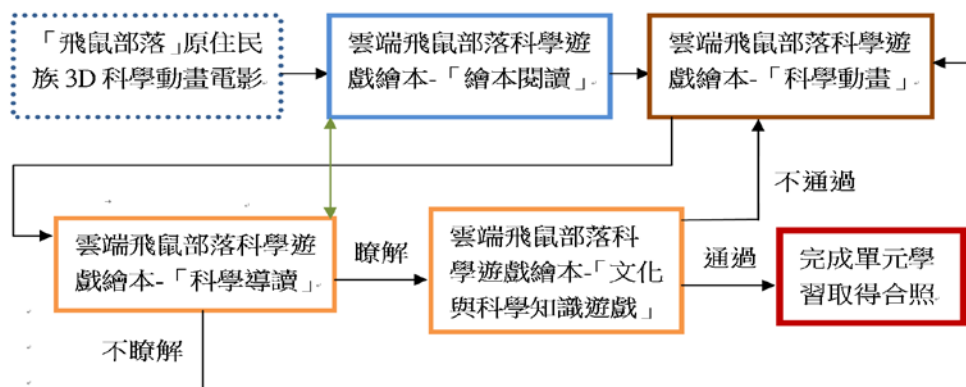 「飛鼠部落」原住民
族 3D 科學動畫電影
雲端飛鼠部落科學遊
戲繪本-「繪本閱讀」
雲端飛鼠部落科學遊
戲繪本-「科學動畫」
不通過
雲端飛鼠部落科學遊
戲繪本-「科學導讀」
瞭解
雲端飛鼠部落科
學遊戲繪本-「文化
與科學知識遊戲」
通過
完成單元學
習取得合照
不瞭解